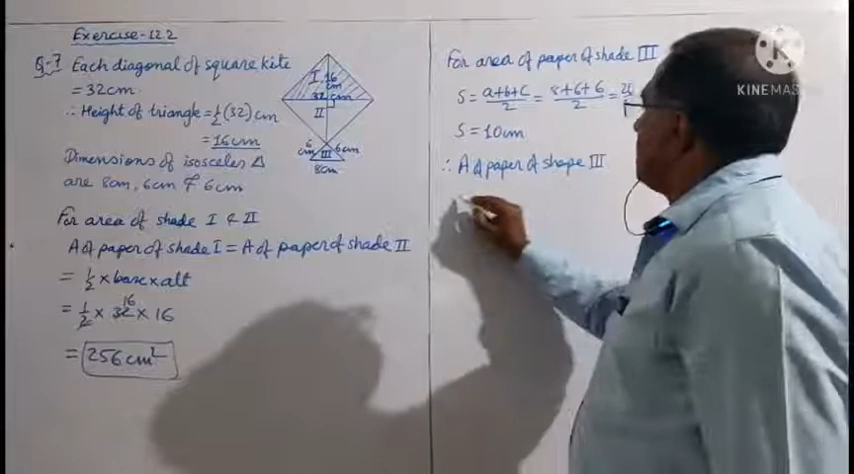 Exercise-12.2
Q-7 Each diagonal of square kite
= 32cm
∴ Height of triangle = 1/2 (32) cm
= 16cm
Dimensions of isosceles Δ
are 8cm, 6cm & 6cm
For area of shade I & II
A of paper of shade I = A of paper of shade II
= 1/2 × base × alt
= 1/2 × 32 × 16
16
= 256 cm²
I 16
cm
32 cm
II
6
cm
III
6cm
8cm
For area of paper of shade III
S = a+b+c/2 = 8+6+6/2 = 20
S = 10cm
∴ A of paper of shape III
K
KINEMASTER